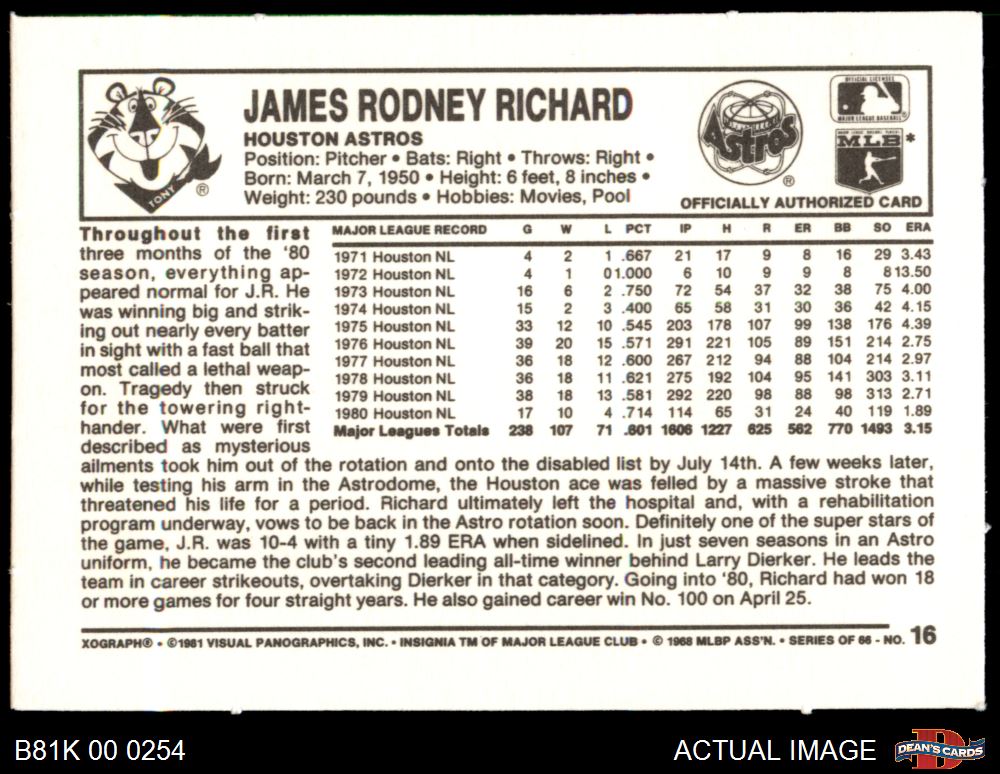 TONY
®
JAMES RODNEY RICHARD
HOUSTON ASTROS
Position: Pitcher • Bats: Right • Throws: Right •
Born: March 7, 1950 • Height: 6 feet, 8 inches •
Weight: 230 pounds • Hobbies: Movies, Pool
Astros
®
OFFICIAL LICENSEE
MAJOR LEAGUE BASEBALL
MAJOR LEAGUE BASEBALL PLAYERS
MLB *
OFFICIALLY AUTHORIZED CARD
Throughout the first
three months of the '80
season, everything ap-
peared normal for J.R. He
was winning big and strik-
ing out nearly every batter
in sight with a fast ball that
most called a lethal weap-
on. Tragedy then struck
for the towering right-
hander. What were first
described as mysterious
ailments took him out of the rotation and onto the disabled list by July 14th. A few weeks later,
while testing his arm in the Astrodome, the Houston ace was felled by a massive stroke that
threatened his life for a period. Richard ultimately left the hospital and, with a rehabilitation
program underway, vows to be back in the Astro rotation soon. Definitely one of the super stars of
the game, J.R. was 10-4 with a tiny 1.89 ERA when sidelined. In just seven seasons in an Astro
uniform, he became the club's second leading all-time winner behind Larry Dierker. He leads the
team in career strikeouts, overtaking Dierker in that category. Going into '80, Richard had won 18
or more games for four straight years. He also gained career win No. 100 on April 25.
MAJOR LEAGUE RECORD G W L PCT IP H R ER BB SO ERA
1971 Houston NL 4 2 1 .667 21 17 9 8 16 29 3.43
1972 Houston NL 4 1 0 1.000 6 10 9 9 8 8 13.50
1973 Houston NL 16 6 2 .750 72 54 37 32 38 75 4.00
1974 Houston NL 15 2 3 .400 65 58 31 30 36 42 4.15
1975 Houston NL 33 12 10 .545 203 178 107 99 138 176 4.39
1976 Houston NL 39 20 15 .571 291 221 105 89 151 214 2.75
1977 Houston NL 36 18 12 .600 267 212 94 88 104 214 2.97
1978 Houston NL 36 18 11 .621 275 192 104 95 141 303 3.11
1979 Houston NL 38 18 13 .581 292 220 98 88 98 313 2.71
1980 Houston NL 17 10 4 .714 114 65 31 24 40 119 1.89
Major Leagues Totals 238 107 71 .601 1606 1227 625 562 770 1493 3.15
XOGRAPH® • ©1981 VISUAL PANOGRAPHICS, INC. • INSIGNIA TM OF MAJOR LEAGUE CLUB • © 1968 MLBP ASS'N. • SERIES OF 66 - NO. 16
B81K 00 0254
ACTUAL IMAGE
DEAN'S CARDS